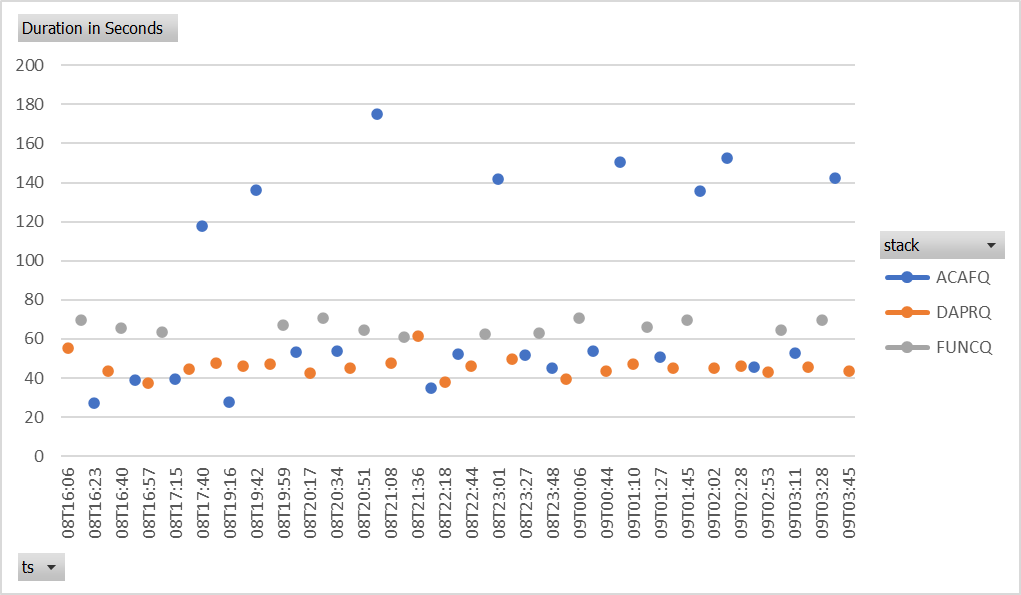 Duration in Seconds
200
180
160
140
120
100
80
60
40
20
0
08T16:06
08T16:23
08T16:40
08T16:57
08T17:15
08T17:40
08T19:16
08T19:42
08T19:59
08T20:17
08T20:34
08T20:51
08T21:08
08T21:36
08T22:18
08T22:44
08T23:01
08T23:27
08T23:48
09T00:06
09T00:44
09T01:10
09T01:27
09T01:45
09T02:02
09T02:28
09T02:53
09T03:11
09T03:28
09T03:45
stack
ACAFQ
DAPRQ
FUNCQ
ts